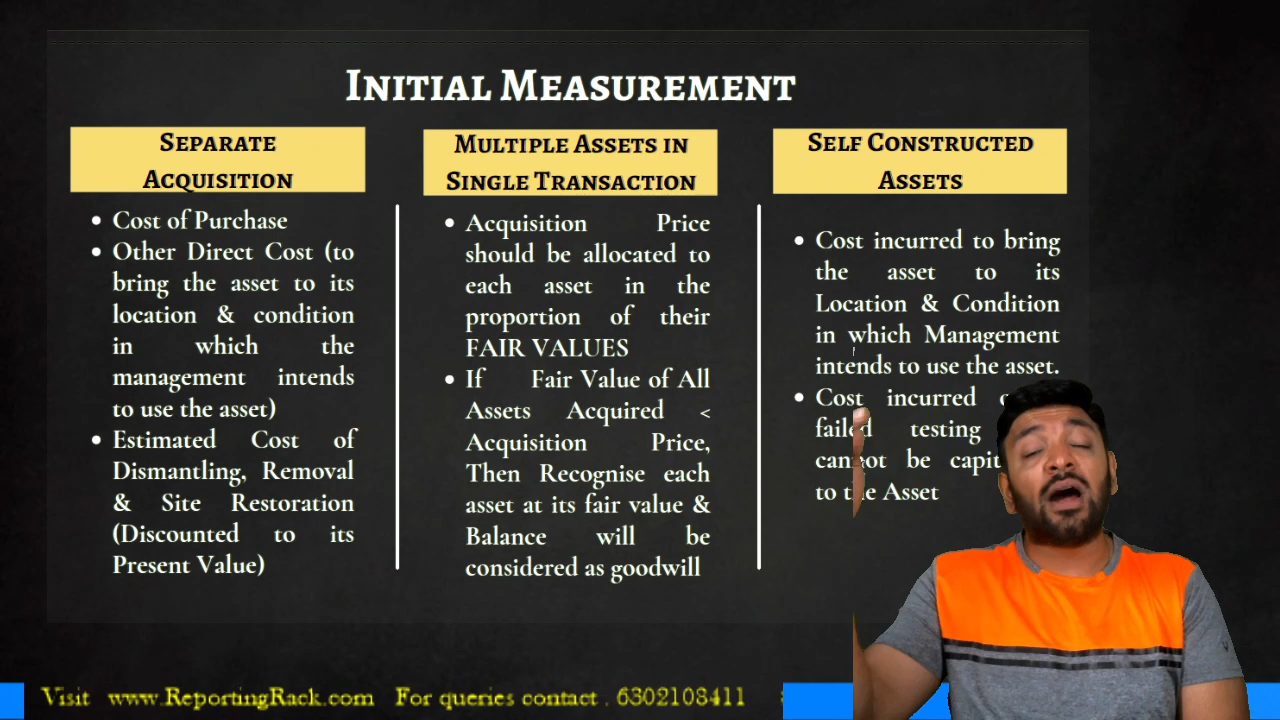 Initial Measurement
Separate
Acquisition
• Cost of Purchase
• Other Direct Cost (to
bring the asset to its
location & condition
in which the
management intends
to use the asset)
• Estimated Cost of
Dismantling, Removal
& Site Restoration
(Discounted to its
Present Value)
Multiple Assets in
Single Transaction
• Acquisition Price
should be allocated to
each asset in the
proportion of their
FAIR VALUES
• If Fair Value of All
Assets Acquired <
Acquisition Price,
Then Recognise each
asset at its fair value &
Balance will be
considered as goodwill
Self Constructed
Assets
• Cost incurred to bring
the asset to its
Location & Condition
in which Management
intends to use the asset.
• Cost incurred
failed testing
cannot be
to the Asset
Visit www.ReportingRack.com For queries contact . 6302108411